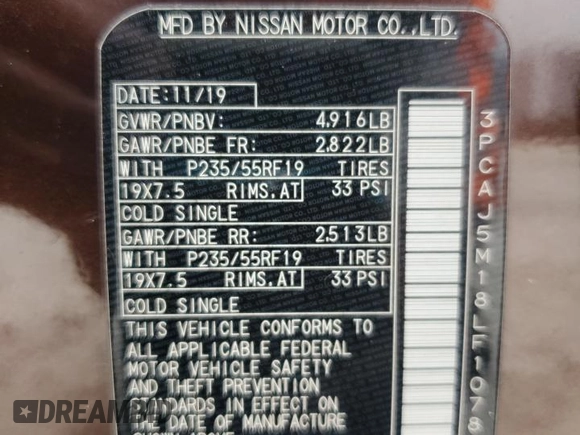 MFD BY NISSAN MOTOR CO.,LTD.
DATE:11/19
GVWR/PNBV: 4.916LB
GAWR/PNBE FR: 2.822LB
WITH P235/55RF19 TIRES
19X7.5 RIMS.AT 33 PSI
COLD SINGLE
GAWR/PNBE RR: 2.513LB
WITH P235/55RF19 TIRES
19X7.5 RIMS.AT 33 PSI
COLD SINGLE
THIS VEHICLE CONFORMS TO
ALL APPLICABLE FEDERAL
MOTOR VEHICLE SAFETY
AND THEFT PREVENTION
STANDARDS IN EFFECT ON
THE DATE OF MANUFACTURE
SHOWN ABOVE
3PCAJ5M18LF1078
DREAMBID